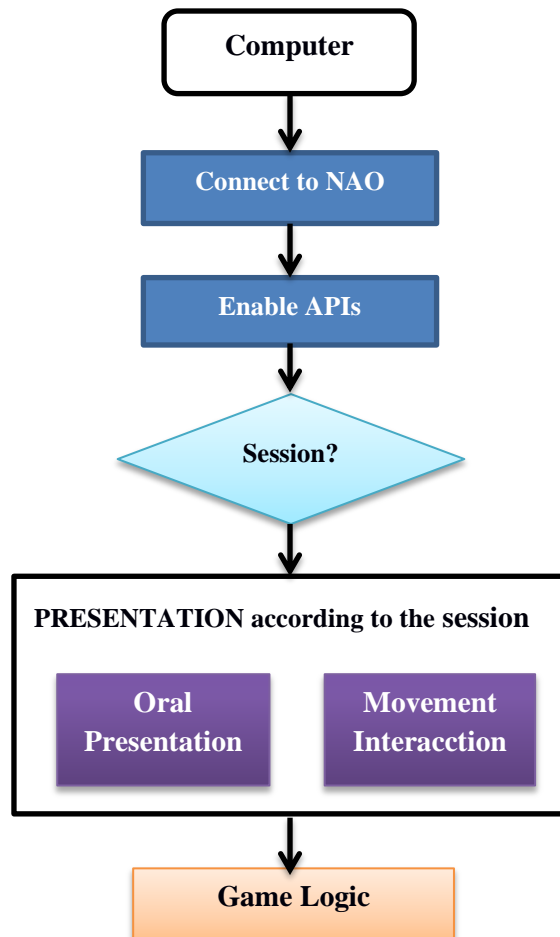 Computer
Connect to NAO
Enable APIs
Session?
PRESENTATION according to the session
Oral
Presentation
Movement
Interacction
Game Logic